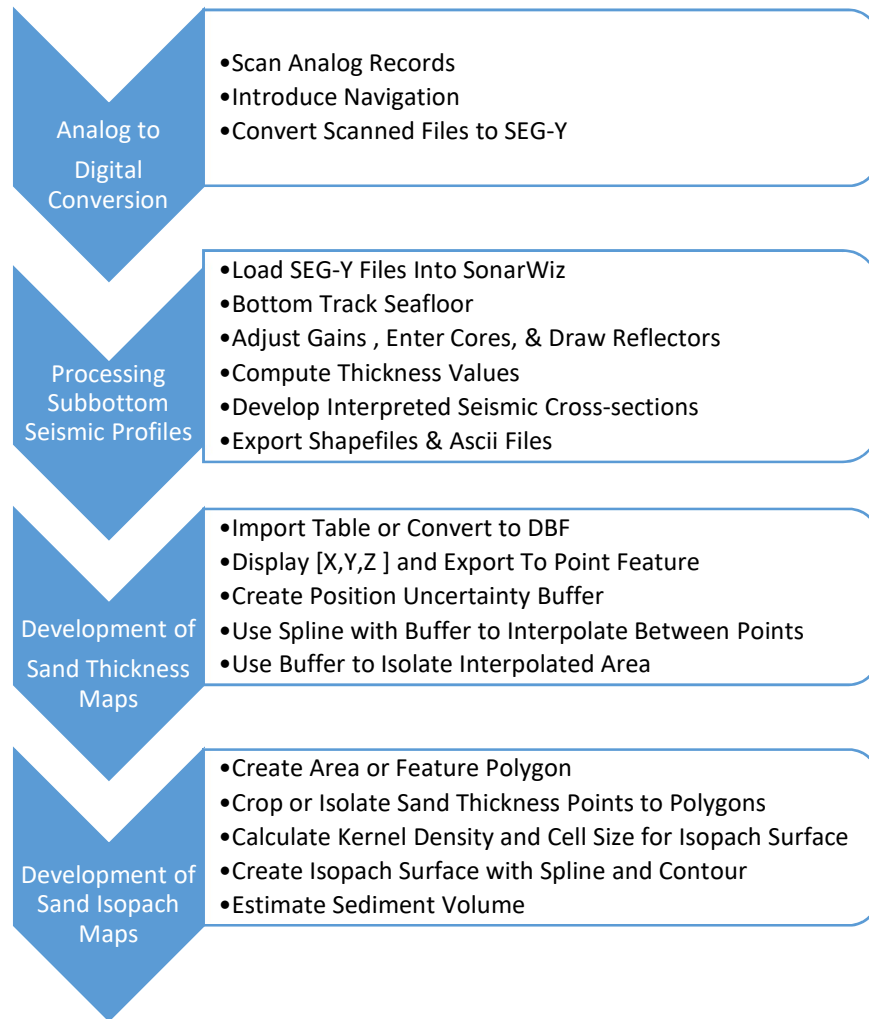 Analog to
Digital
Conversion
•Scan Analog Records
•Introduce Navigation
•Convert Scanned Files to SEG-Y
Processing
Subbottom
Seismic Profiles
•Load SEG-Y Files Into SonarWiz
•Bottom Track Seafloor
•Adjust Gains , Enter Cores, & Draw Reflectors
•Compute Thickness Values
•Develop Interpreted Seismic Cross-sections
•Export Shapefiles & Ascii Files
Development of
Sand Thickness
Maps
•Import Table or Convert to DBF
•Display [X,Y,Z ] and Export To Point Feature
•Create Position Uncertainty Buffer
•Use Spline with Buffer to Interpolate Between Points
•Use Buffer to Isolate Interpolated Area
Development of
Sand Isopach
Maps
•Create Area or Feature Polygon
•Crop or Isolate Sand Thickness Points to Polygons
•Calculate Kernel Density and Cell Size for Isopach Surface
•Create Isopach Surface with Spline and Contour
•Estimate Sediment Volume